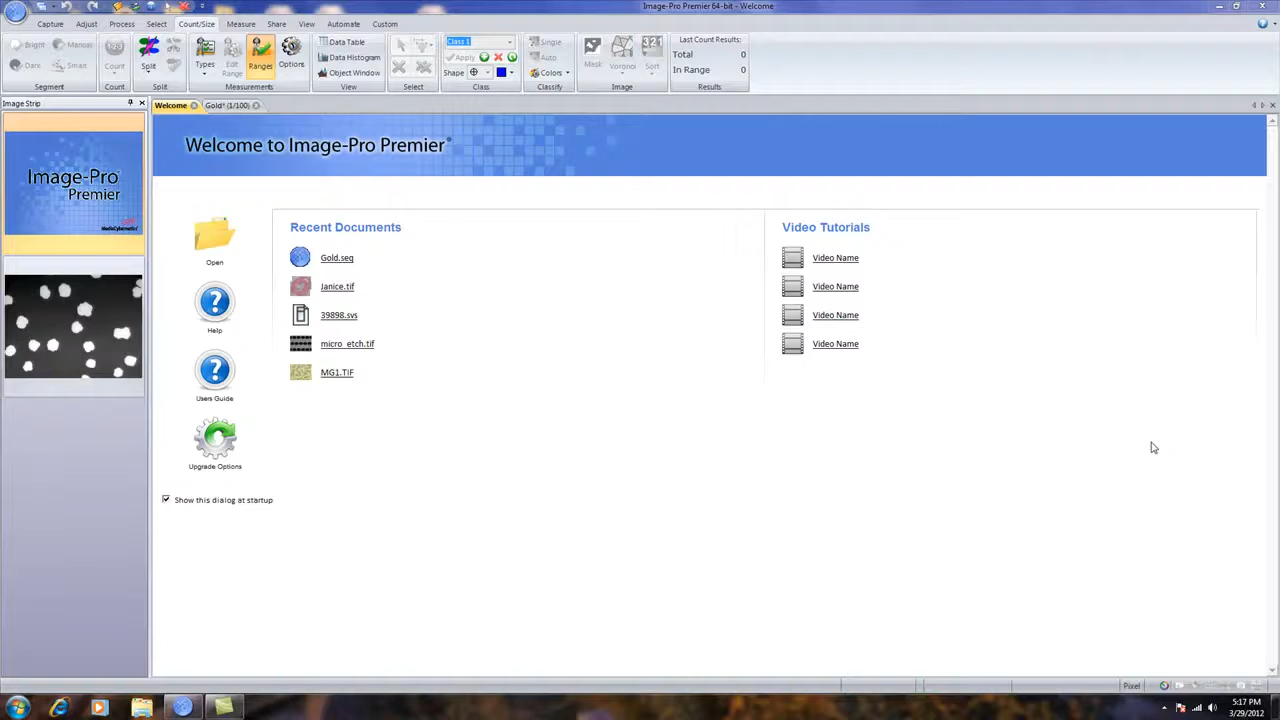 Image-Pro Premier 64-bit - Welcome
Capture Adjust Process Select Count/Size Measure Share View Automate Custom
Bright Manual Dark Smart Count Split Types Edit Range Ranges Options
Data Table
Data Histogram
Object Window
Class 1
Apply
Shape
Single
Auto
Colors
Mask Voronoi Sort
Last Count Results:
Total 0
In Range 0
Segment Count Split Measurements View Select Class Classify Image Results
Image Strip
Welcome Gold* (1/100)
Image-Pro
Premier
MediaCybernetics
Welcome to Image-Pro Premier®
Open
Help
Users Guide
Upgrade Options
Recent Documents
Gold.seq
Janice.tif
39898.svs
micro_etch.tif
MG1.TIF
Video Tutorials
Video Name
Video Name
Video Name
Video Name
Show this dialog at startup
Pixel
5:17 PM
3/29/2012